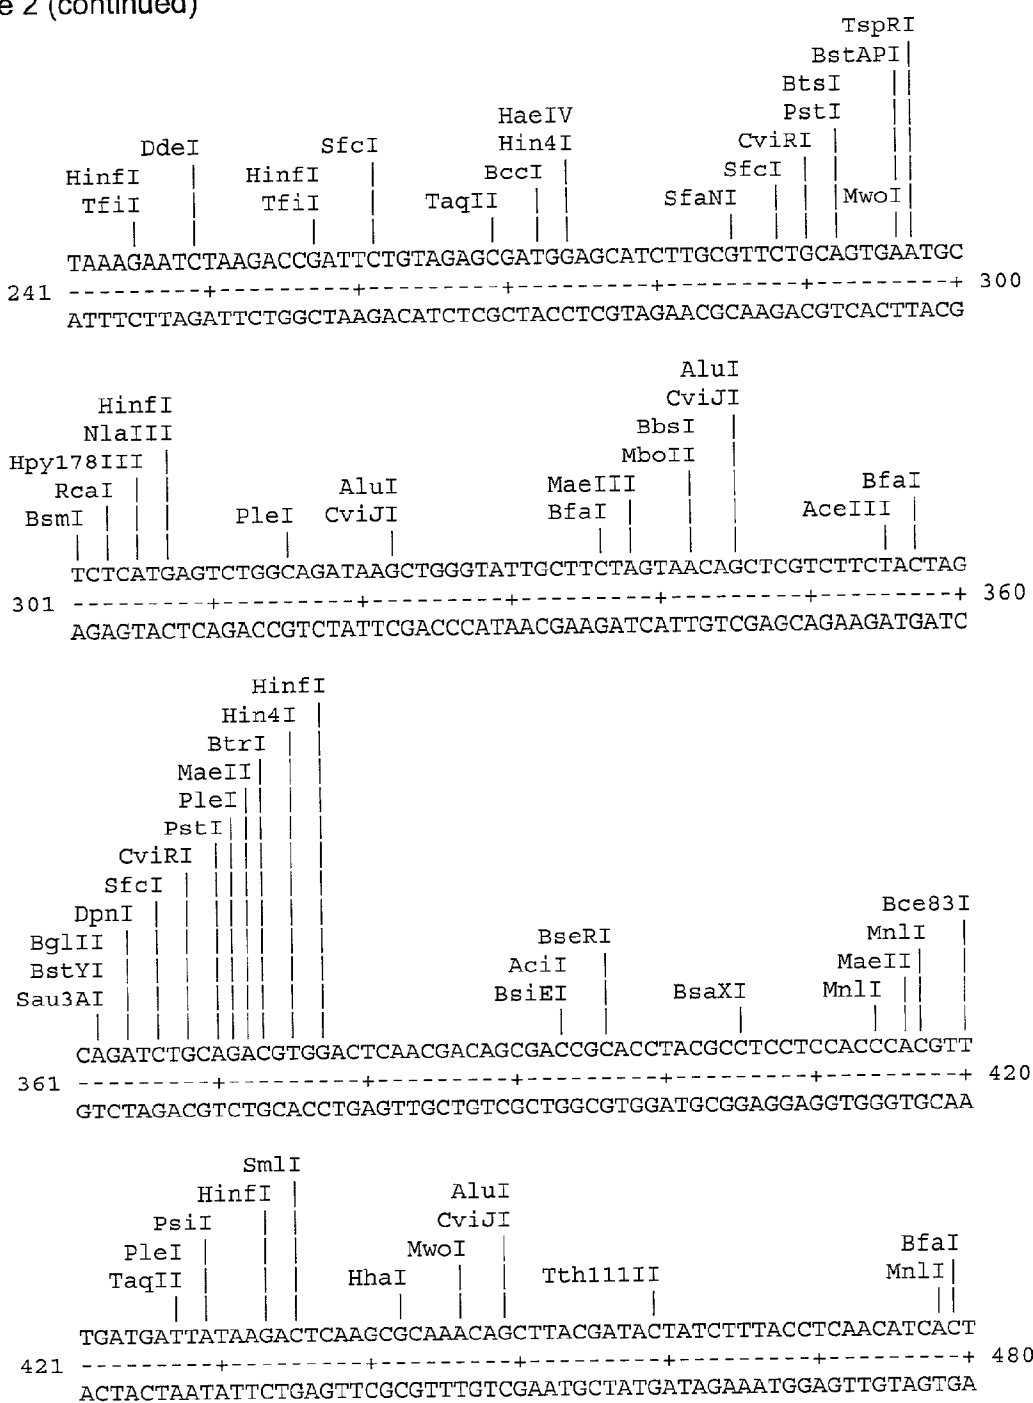 e 2 (continued)
TspRI
BstAPI
BtsI
HaeIV PstI
DdeI SfcI Hin4I CviRI
HinfI HinfI BccI SfcI
TfiI TfiI TaqII SfaNI MwoI
TAAAGAATCTAAGACCGATTCTGTAGAGCGATGGAGCATCTTGCGTTCTGCAGTGAATGC
241 ---------+---------+---------+---------+---------+---------+ 300
ATTTCTTAGATTCTGGCTAAGACATCTCGCTACCTCGTAGAACGCAAGACGTCACTTACG
AluI
HinfI CviJI
NlaIII BbsI
Hpy178III MboII
RcaI AluI MaeIII BfaI
BsmI PleI CviJI BfaI AceIII
TCTCATGAGTCTGGCAGATAAGCTGGGTATTGCTTCTAGTAACAGCTCGTCTTCTACTAG
301 ---------+---------+---------+---------+---------+---------+ 360
AGAGTACTCAGACCGTCTATTCGACCCATAACGAAGATCATTGTCGAGCAGAAGATGATC
HinfI
Hin4I
BtrI
MaeII
PleI
PstI
CviRI
SfcI
DpnI Bce83I
BglII BseRI MnlI
BstYI AciI MaeII
Sau3AI BsiEI BsaXI MnlI
CAGATCTGCAGACGTGGACTCAACGACAGCGACCGCACCTACGCCTCCTCCACCCACGTT
361 ---------+---------+---------+---------+---------+---------+ 420
GTCTAGACGTCTGCACCTGAGTTGCTGTCGCTGGCGTGGATGCGGAGGAGGTGGGTGCAA
SmlI
HinfI AluI
PsiI CviJI
PleI MwoI BfaI
TaqII HhaI Tth111II MnlI
TGATGATTATAAGACTCAAGCGCAAACAGCTTACGATACTATCTTTACCTCAACATCACT
421 ---------+---------+---------+---------+---------+---------+ 480
ACTACTAATATTCTGAGTTCGCGTTTGTCGAATGCTATGATAGAAATGGAGTTGTAGTGA